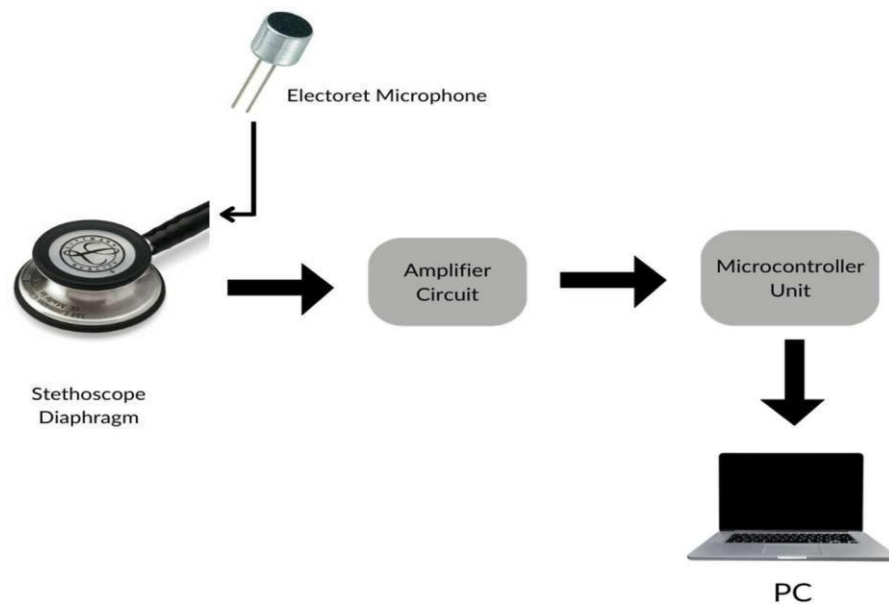 Electoret Microphone
Amplifier
Circuit
Microcontroller
Unit
Stethoscope
Diaphragm
PC